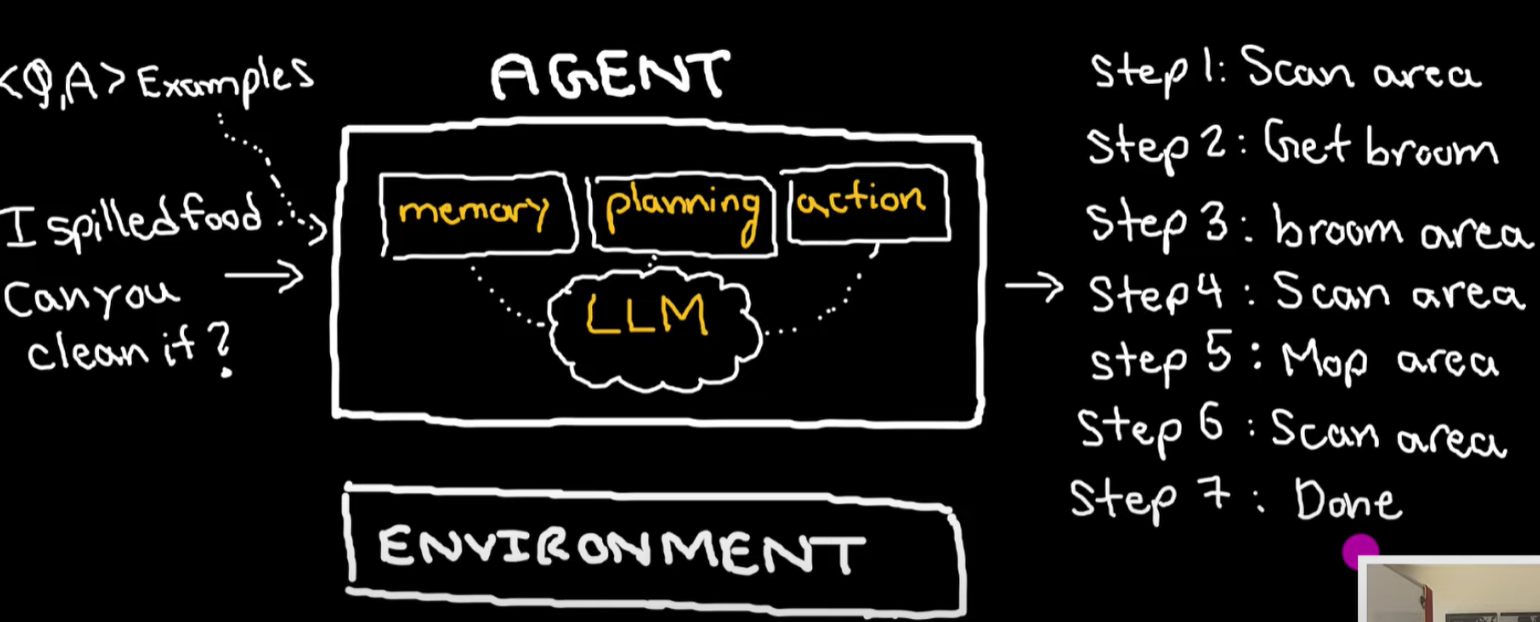 <Q,A> Examples
I spilled food
Can you
clean it?
AGENT
memory
planning
action
LLM
ENVIRONMENT
Step 1: Scan area
Step 2: Get broom
Step 3: broom area
Step 4: Scan area
Step 5: Mop area
Step 6: Scan area
Step 7: Done